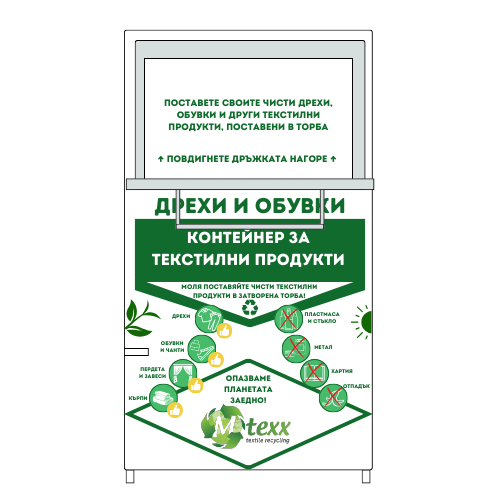 ПОСТАВЕТЕ СВОИТЕ ЧИСТИ ДРЕХИ,
ОБУВКИ И ДРУГИ ТЕКСТИЛНИ
ПРОДУКТИ, ПОСТАВЕНИ В ТОРБА
↑ ПОВДИГНЕТЕ ДРЪЖКАТА НАГОРЕ ↑
ДРЕХИ И ОБУВКИ
КОНТЕЙНЕР ЗА
ТЕКСТИЛНИ ПРОДУКТИ
МОЛЯ ПОСТАВЯЙТЕ ЧИСТИ ТЕКСТИЛНИ
ПРОДУКТИ В ЗАТВОРЕНА ТОРБА!
ДРЕХИ
ОБУВКИ
И ЧАНТИ
ПЕРДЕТА
И ЗАВЕСИ
КЪРПИ
ПЛАСТМАСА
И СТЪКЛО
МЕТАЛ
ХАРТИЯ
ОТПАДЪК
ОПАЗВАМЕ
ПЛАНЕТАТА
ЗАЕДНО!
M-texx
textile recycling